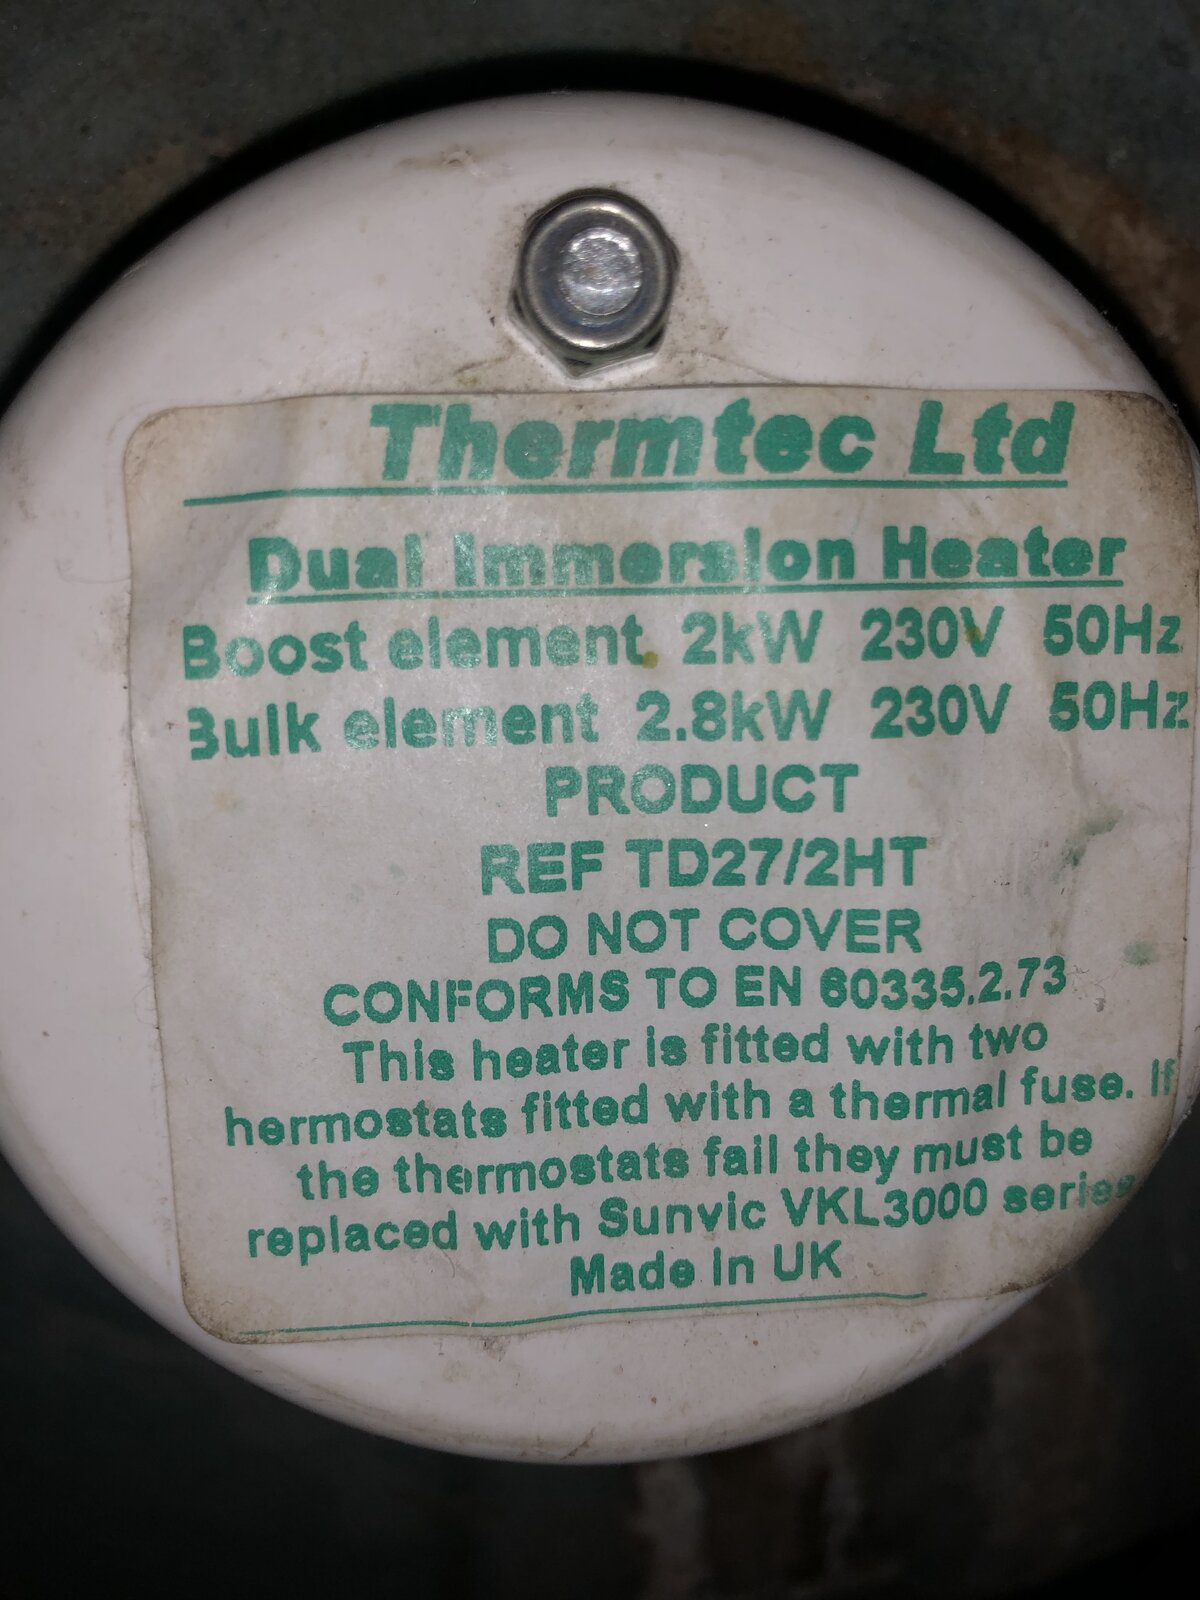 Thermtec Ltd
Dual Immersion Heater
Boost element 2kW 230V 50Hz
Bulk element 2.8kW 230V 50Hz
PRODUCT
REF TD27/2HT
DO NOT COVER
CONFORMS TO EN 60335.2.73
This heater is fitted with two
hermostats fitted with a thermal fuse. If
the thermostats fail they must be
replaced with Sunvic VKL3000 series
Made in UK